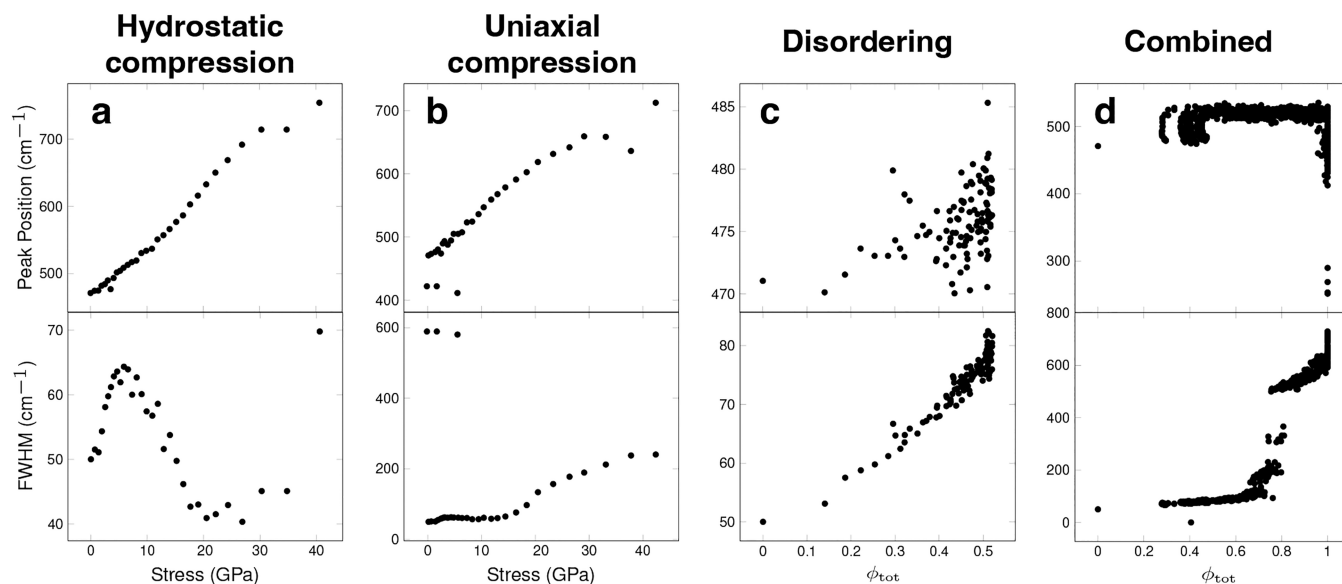 Hydrostatic
compression
Uniaxial
compression
Disordering
Combined
a
b
c
d
Peak Position (cm−1)
700
600
500
700
600
500
400
485
480
475
470
500
400
300
FWHM (cm−1)
70
60
50
40
600
400
200
0
80
70
60
50
800
600
400
200
0
0 10 20 30 40
0 10 20 30 40
0 0.1 0.2 0.3 0.4 0.5
0 0.2 0.4 0.6 0.8 1
Stress (GPa)
Stress (GPa)
ϕtot
ϕtot